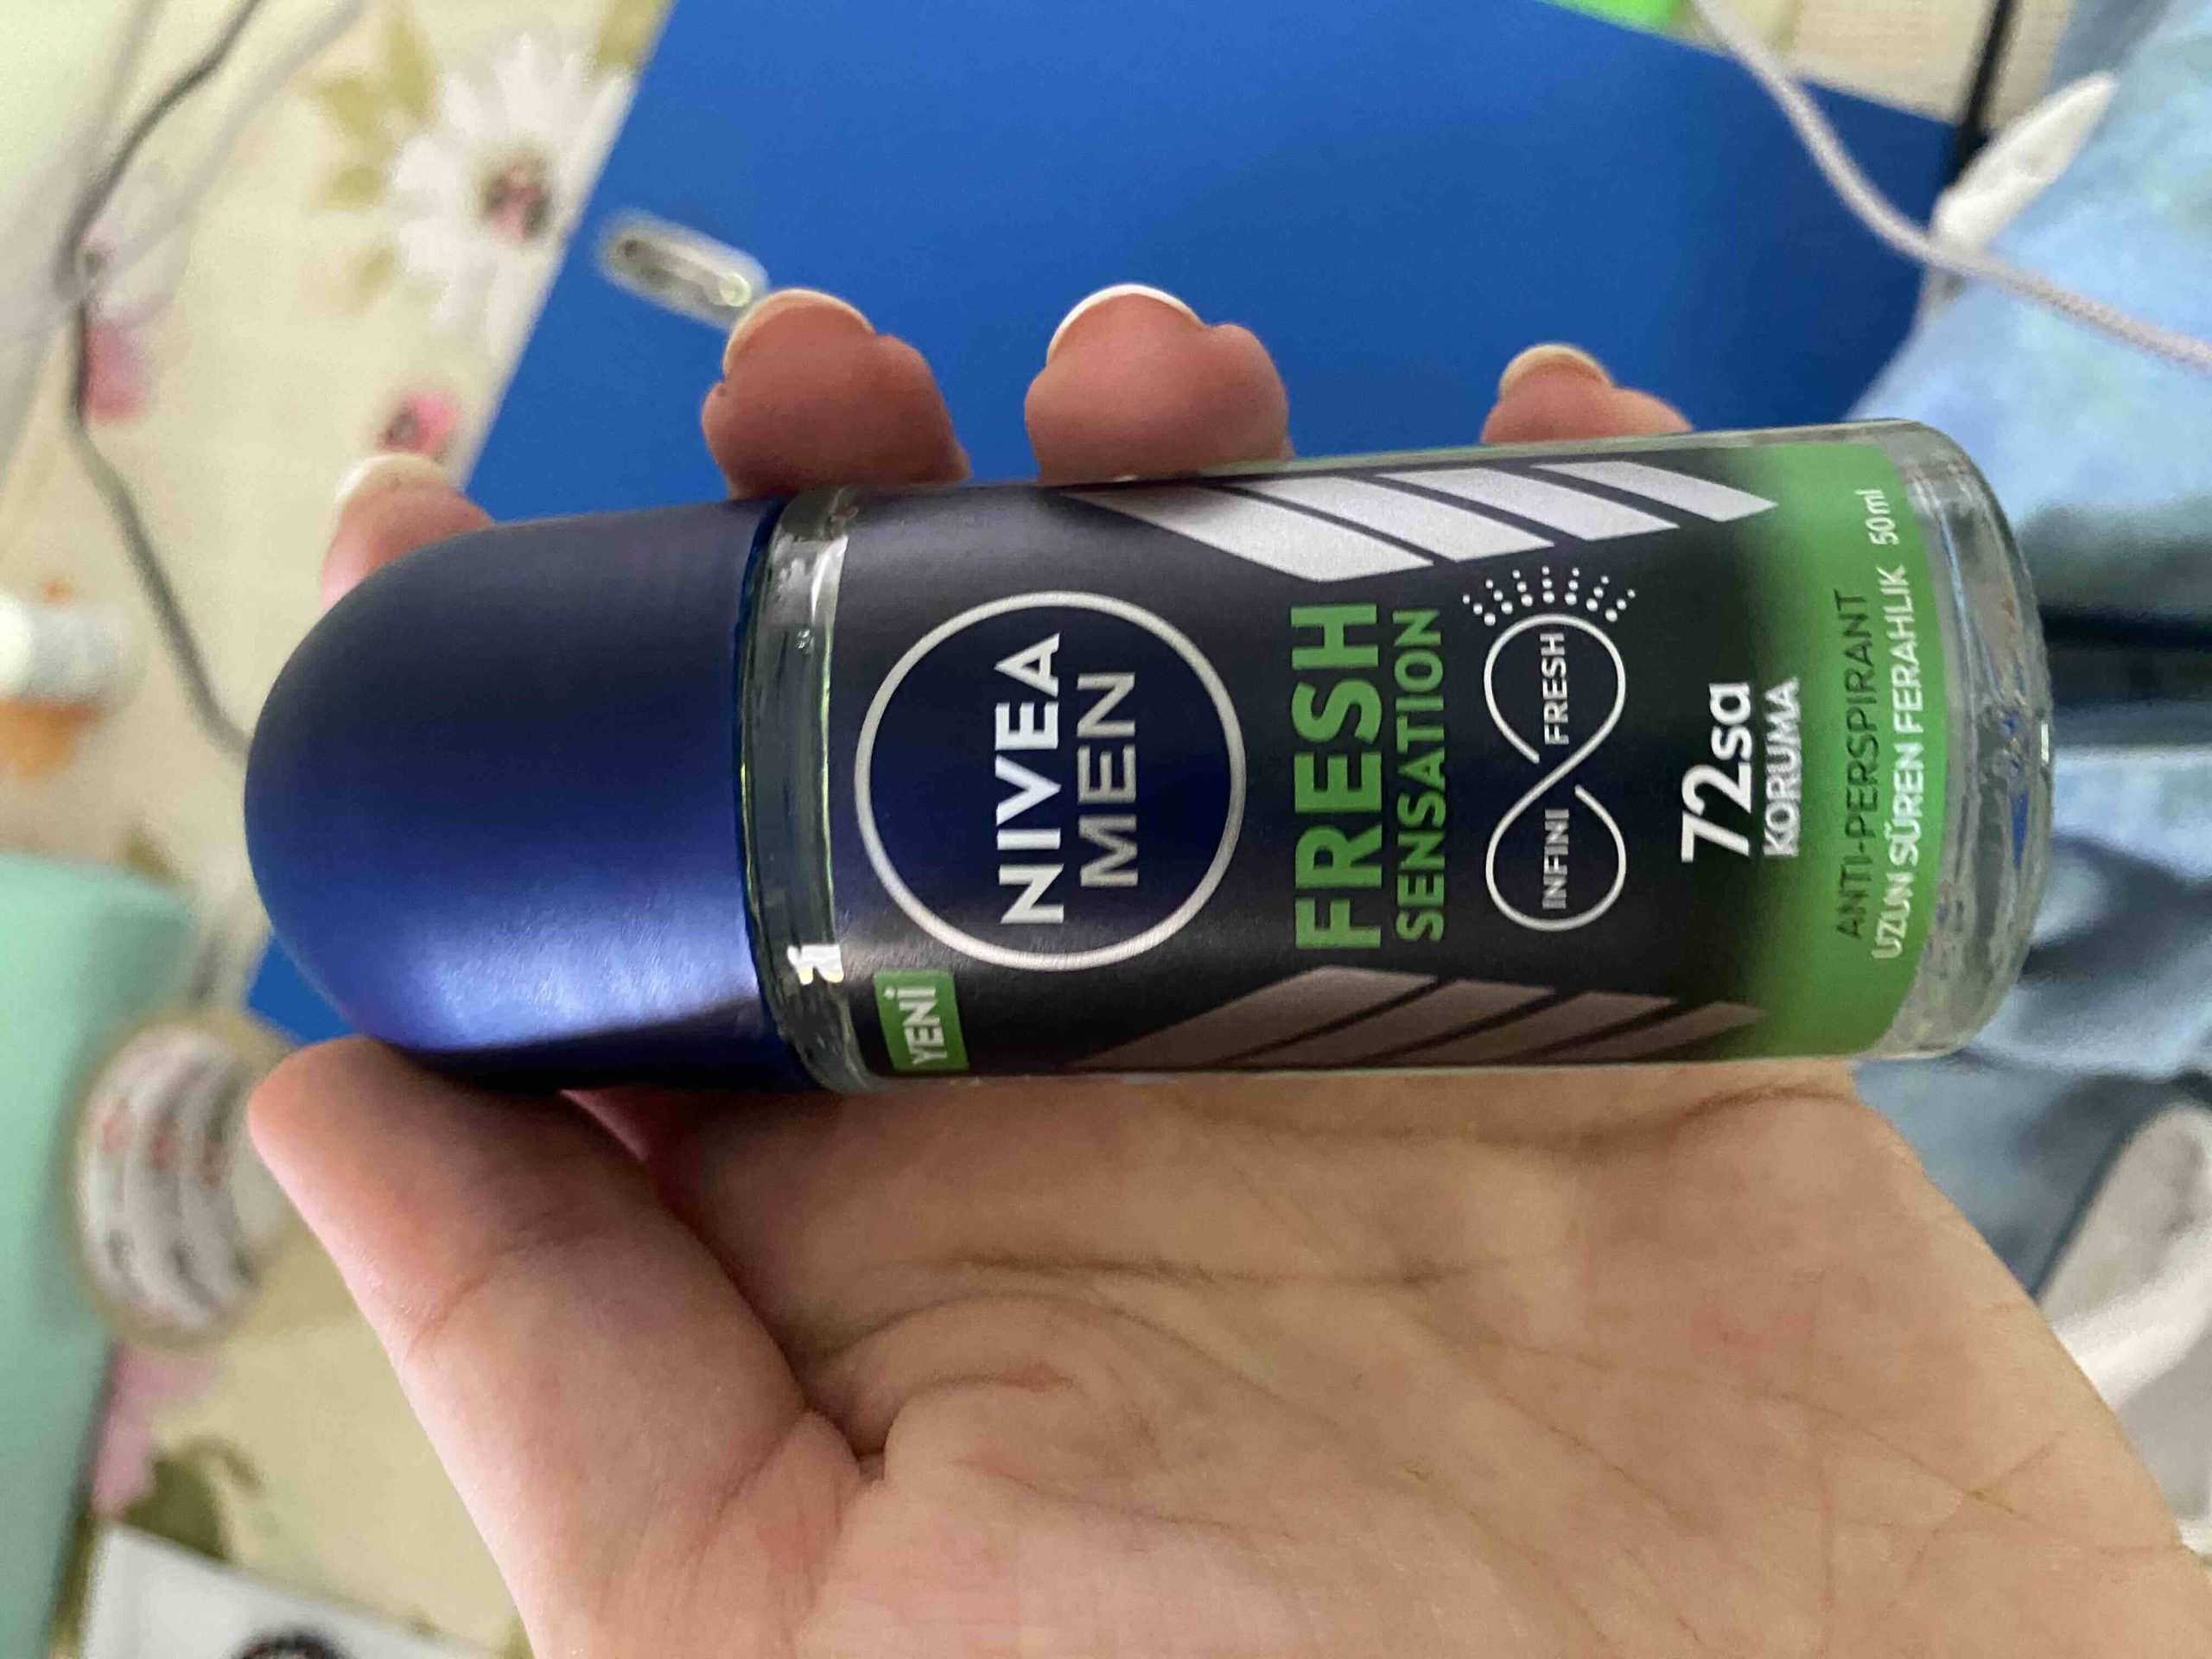 YENİ
NIVEA
MEN
FRESH
SENSATION
INFINI FRESH
72sa
KORUMA
ANTI-PERSPIRANT
UZUN SÜREN FERAHLIK 50ml